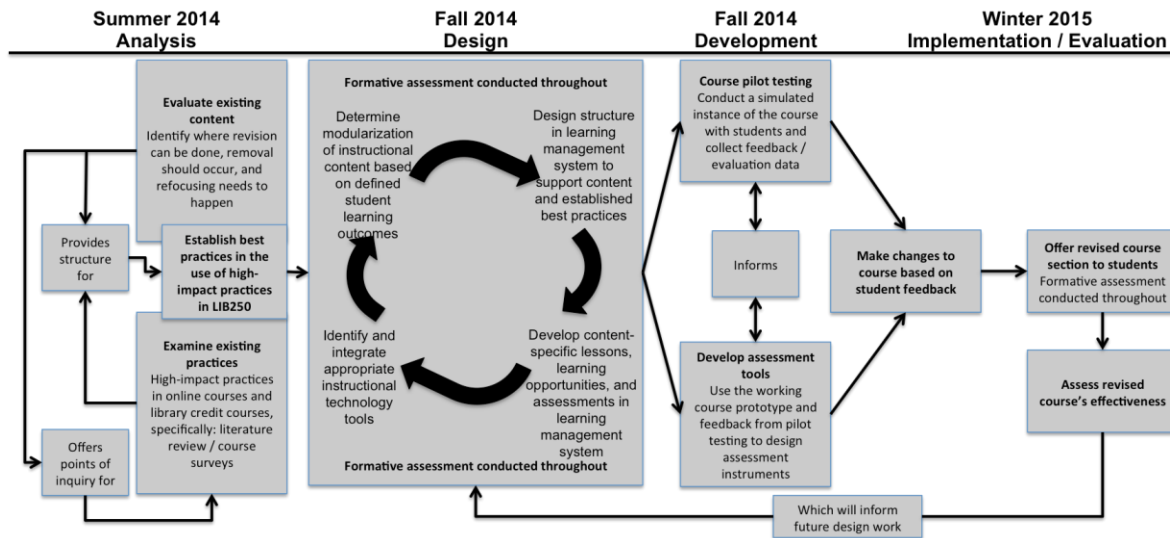 Summer 2014
Analysis
Fall 2014
Design
Fall 2014
Development
Winter 2015
Implementation / Evaluation
Evaluate existing
content
Identify where revision
can be done, removal
should occur, and
refocusing needs to
happen
Provides
structure
for
Establish best
practices in the
use of high-
impact practices
in LIB250
Examine existing
practices
High-impact practices
in online courses and
library credit courses,
specifically: literature
review / course
surveys
Offers
points of
inquiry for
Formative assessment conducted throughout
Determine
modularization
of instructional
content based
on defined
student
learning
outcomes
Design structure
in learning
management
system to
support content
and established
best practices
Identify and
integrate
appropriate
instructional
technology tools
Develop content-
specific lessons,
learning
opportunities, and
assessments in
learning
management
system
Formative assessment conducted throughout
Course pilot testing
Conduct a simulated
instance of the course
with students and
collect feedback /
evaluation data
Informs
Develop assessment
tools
Use the working
course prototype and
feedback from pilot
testing to design
assessment
instruments
Make changes to
course based on
student feedback
Offer revised course
section to students
Formative assessment
conducted throughout
Assess revised
course's effectiveness
Which will inform
future design work